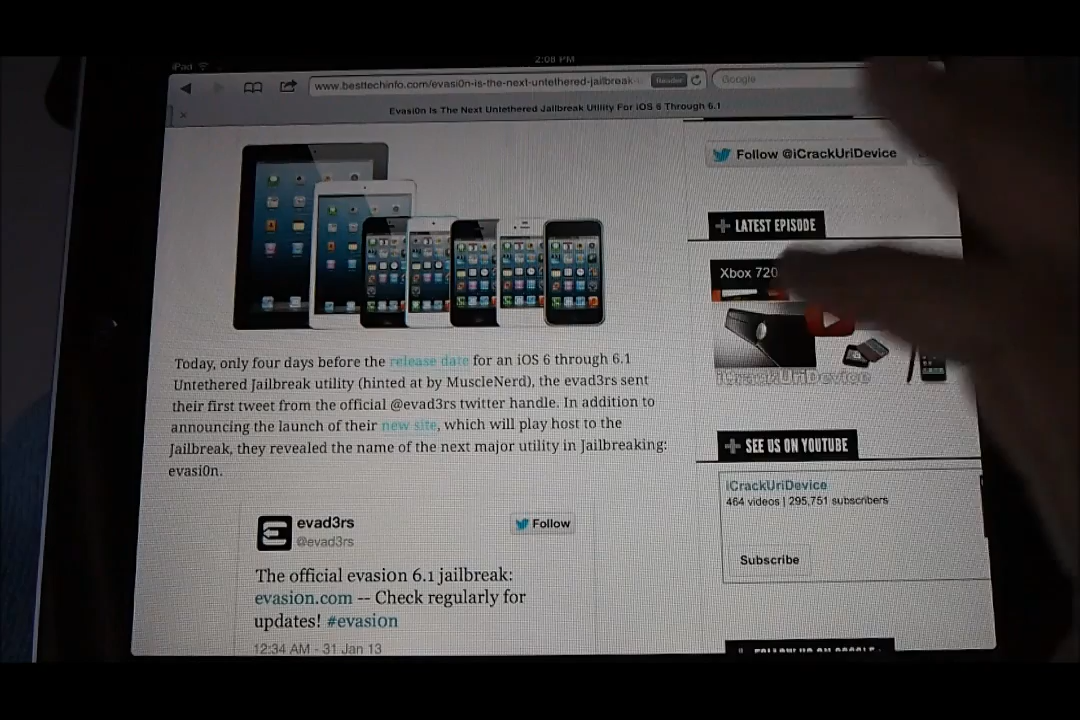 iPad
2:08 PM
www.besttechinfo.com/evasi0n-is-the-next-untethered-jailbreak-
Reader
Google
Evasi0n Is The Next Untethered Jailbreak Utility For iOS 6 Through 6.1
Follow @iCrackUriDevice
+ LATEST EPISODE
Xbox 720
iCrackUriDevice
Today, only four days before the release date for an iOS 6 through 6.1
Untethered Jailbreak utility (hinted at by MuscleNerd), the evad3rs sent
their first tweet from the official @evad3rs twitter handle. In addition to
announcing the launch of their new site, which will play host to the
Jailbreak, they revealed the name of the next major utility in Jailbreaking:
evasi0n.
+ SEE US ON YOUTUBE
iCrackUriDevice
464 videos | 295,751 subscribers
Subscribe
evad3rs
@evad3rs
Follow
The official evasion 6.1 jailbreak:
evasion.com -- Check regularly for
updates! #evasion
12:34 AM - 31 Jan 13